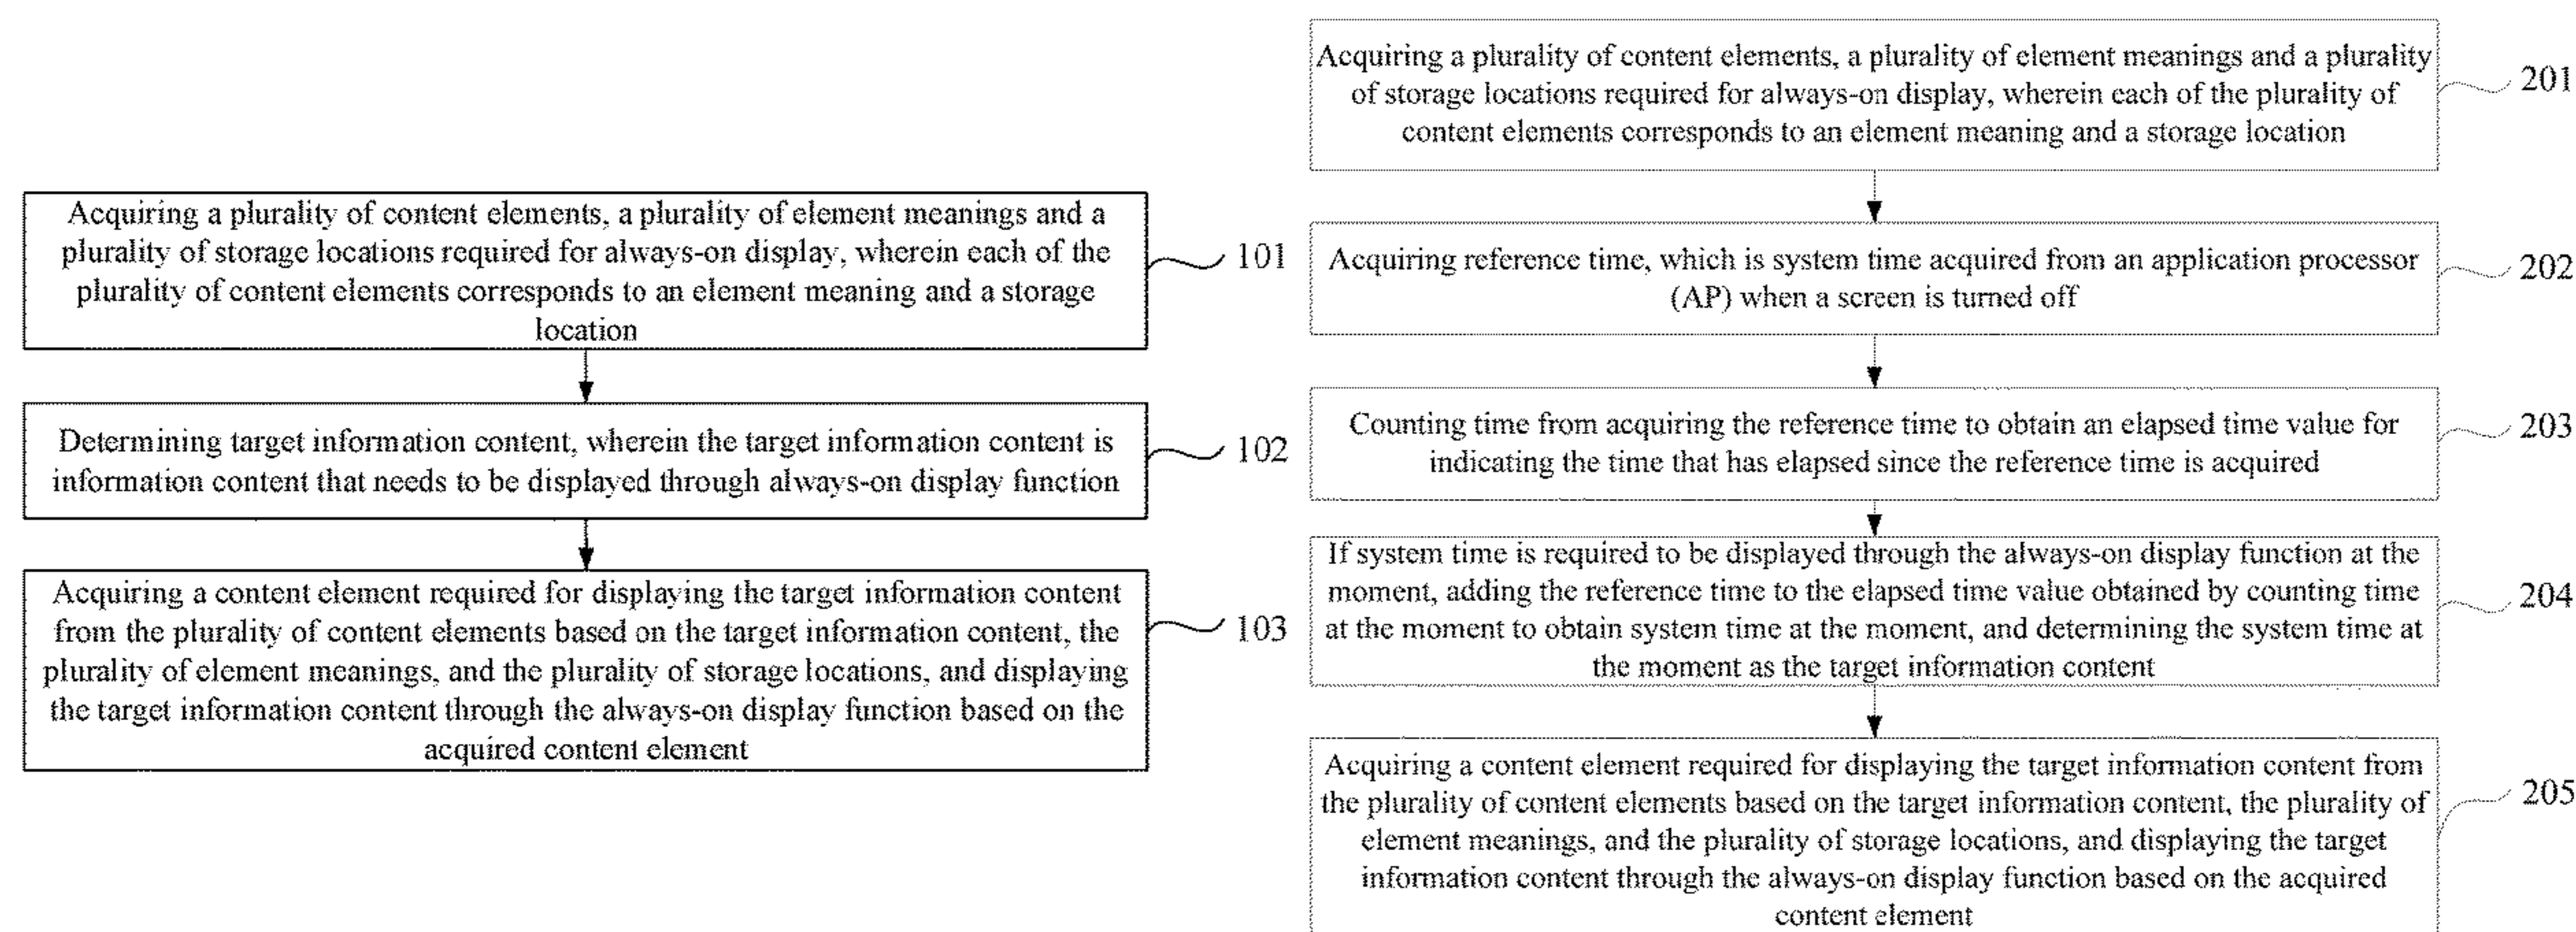 Acquiring a plurality of content elements, a plurality of element meanings and a
plurality of storage locations required for always-on display, wherein each of the
plurality of content elements corresponds to an element meaning and a storage
location
101
Determining target information content, wherein the target information content is
information content that needs to be displayed through always-on display function
102
Acquiring a content element required for displaying the target information content
from the plurality of content elements based on the target information content, the
plurality of element meanings, and the plurality of storage locations, and displaying
the target information content through the always-on display function based on the
acquired content element
103
Acquiring a plurality of content elements, a plurality of element meanings and a plurality
of storage locations required for always-on display, wherein each of the plurality of
content elements corresponds to an element meaning and a storage location
201
Acquiring reference time, which is system time acquired from an application processor
(AP) when a screen is turned off
202
Counting time from acquiring the reference time to obtain an elapsed time value for
indicating the time that has elapsed since the reference time is acquired
203
If system time is required to be displayed through the always-on display function at the
moment, adding the reference time to the elapsed time value obtained by counting time
at the moment to obtain system time at the moment, and determining the system time at
the moment as the target information content
204
Acquiring a content element required for displaying the target information content from
the plurality of content elements based on the target information content, the plurality of
element meanings, and the plurality of storage locations, and displaying the target
information content through the always-on display function based on the acquired
content element
205